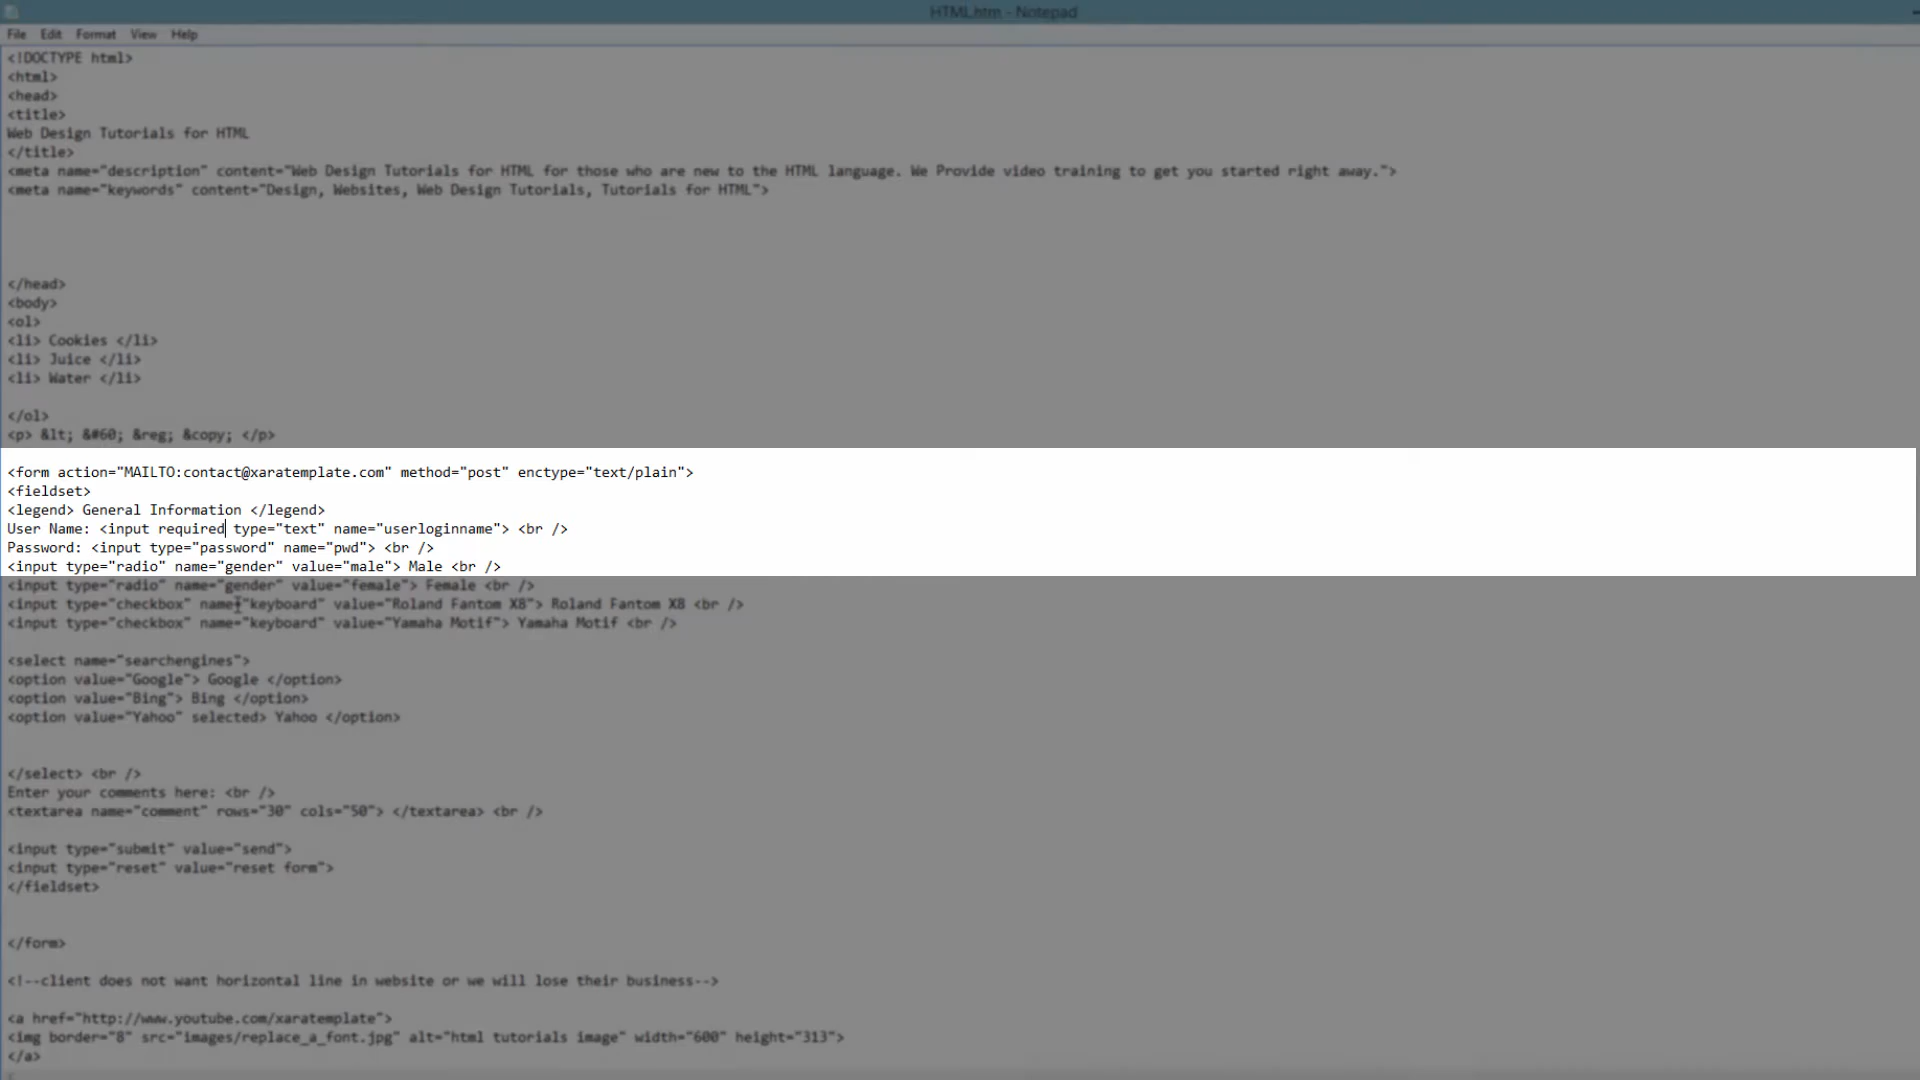 HTML.htm - Notepad
File Edit Format View Help
<!DOCTYPE html>
<html>
<head>
<title>
Web Design Tutorials for HTML
</title>
<meta name="description" content="Web Design Tutorials for HTML for those who are new to the HTML language. We Provide video training to get you started right away.">
<meta name="keywords" content="Design, Websites, Web Design Tutorials, Tutorials for HTML">
</head>
<body>
<ol>
<li> Cookies </li>
<li> Juice </li>
<li> Water </li>
</ol>
<p> &lt; &#60; &reg; &copy; </p>
<form action="MAILTO:contact@xaratemplate.com" method="post" enctype="text/plain">
<fieldset>
<legend> General Information </legend>
User Name: <input required type="text" name="userloginname"> <br />
Password: <input type="password" name="pwd"> <br />
<input type="radio" name="gender" value="male"> Male <br />
<input type="radio" name="gender" value="female"> Female <br />
<input type="checkbox" name="keyboard" value="Roland Fantom X8"> Roland Fantom X8 <br />
<input type="checkbox" name="keyboard" value="Yamaha Motif"> Yamaha Motif <br />
<select name="searchengines">
<option value="Google"> Google </option>
<option value="Bing"> Bing </option>
<option value="Yahoo" selected> Yahoo </option>
</select> <br />
Enter your comments here: <br />
<textarea name="comment" rows="30" cols="50"> </textarea> <br />
<input type="submit" value="send">
<input type="reset" value="reset form">
</fieldset>
</form>
<!--client does not want horizontal line in website or we will lose their business-->
<a href="http://www.youtube.com/xaratemplate">
<img border="8" src="images/replace_a_font.jpg" alt="html tutorials image" width="600" height="313">
</a>